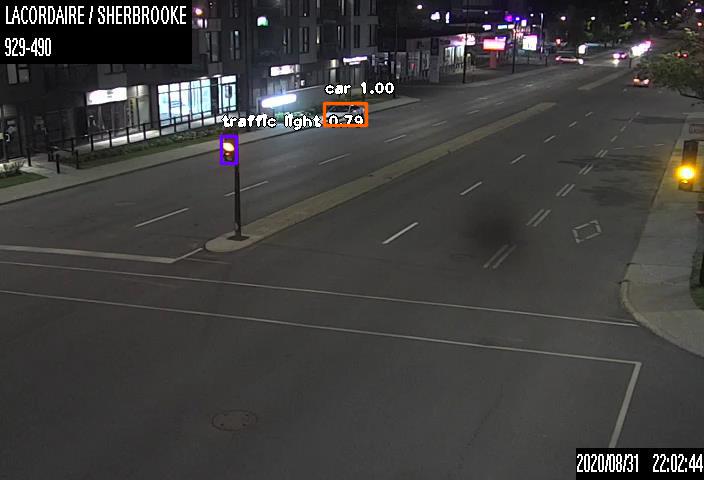 LACORDAIRE / SHERBROOKE
929-490
car 1.00
traffic light 0.79
2020/08/31 22:02:44